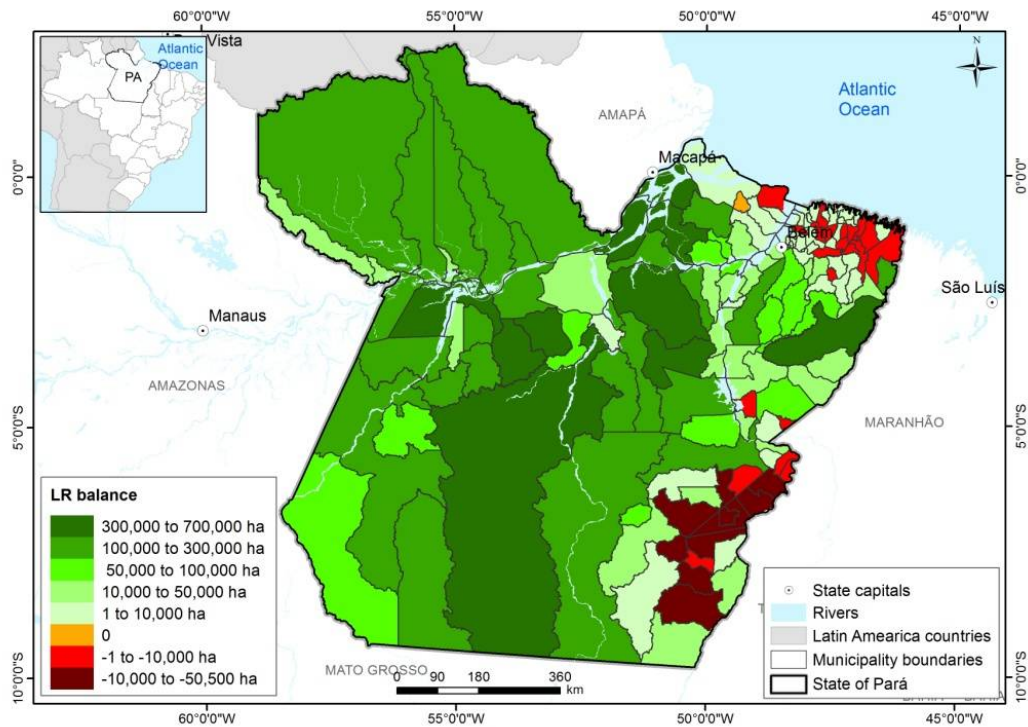 60°0'0"W 55°0'0"W 50°0'0"W 45°0'0"W
Vista
Atlantic
Ocean
PA
N
Atlantic
Ocean
AMAPÁ
Macapá
0°0'0"
0°0'0"
Belém
São Luís
Manaus
AMAZONAS
MARANHÃO
5°0'0"S
5°0'0"S
LR balance
300,000 to 700,000 ha
100,000 to 300,000 ha
50,000 to 100,000 ha
10,000 to 50,000 ha
1 to 10,000 ha
0
-1 to -10,000 ha
-10,000 to -50,500 ha
State capitals
Rivers
Latin Amearica countries
Municipality boundaries
State of Pará
MATO GROSSO
0 90 180 360
km
10°0'0"S
10°0'0"S
60°0'0"W 55°0'0"W 50°0'0"W 45°0'0"W